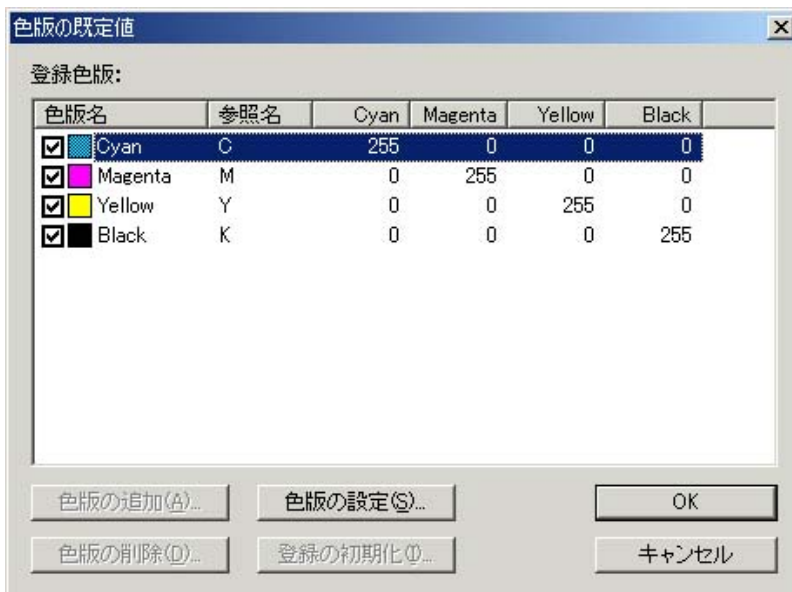 色版の既定値
登録色版:
色版名 参照名 Cyan Magenta Yellow Black
Cyan C 255 0 0 0
Magenta M 0 255 0 0
Yellow Y 0 0 255 0
Black K 0 0 0 255
色版の追加(A)... 色版の設定(S)... OK
色版の削除(D)... 登録の初期化(I)... キャンセル